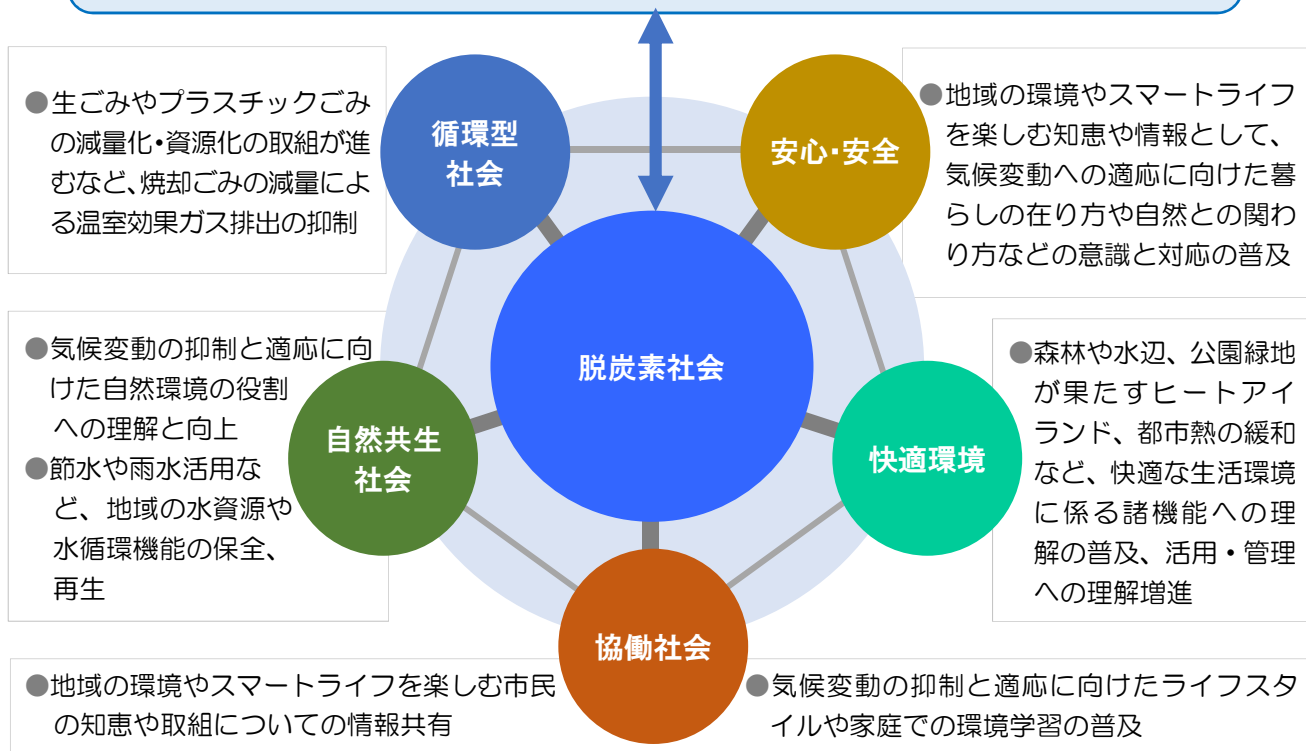 ●生ごみやプラスチックごみ
の減量化・資源化の取組が進
むなど、焼却ごみの減量によ
る温室効果ガス排出の抑制
循環型
社会
安心・安全
●地域の環境やスマートライフ
を楽しむ知恵や情報として、
気候変動への適応に向けた暮
らしの在り方や自然との関わ
り方などの意識と対応の普及
●気候変動の抑制と適応に向
けた自然環境の役割
への理解と向上
●節水や雨水活用な
ど、地域の水資源や
水循環機能の保全、
再生
自然共生
社会
脱炭素社会
快適環境
●森林や水辺、公園緑地
が果たすヒートアイ
ランド、都市熱の緩和
など、快適な生活環境
に係る諸機能への理
解の普及、活用・管理
への理解増進
協働社会
●地域の環境やスマートライフを楽しむ市民
の知恵や取組についての情報共有
●気候変動の抑制と適応に向けたライフスタ
イルや家庭での環境学習の普及